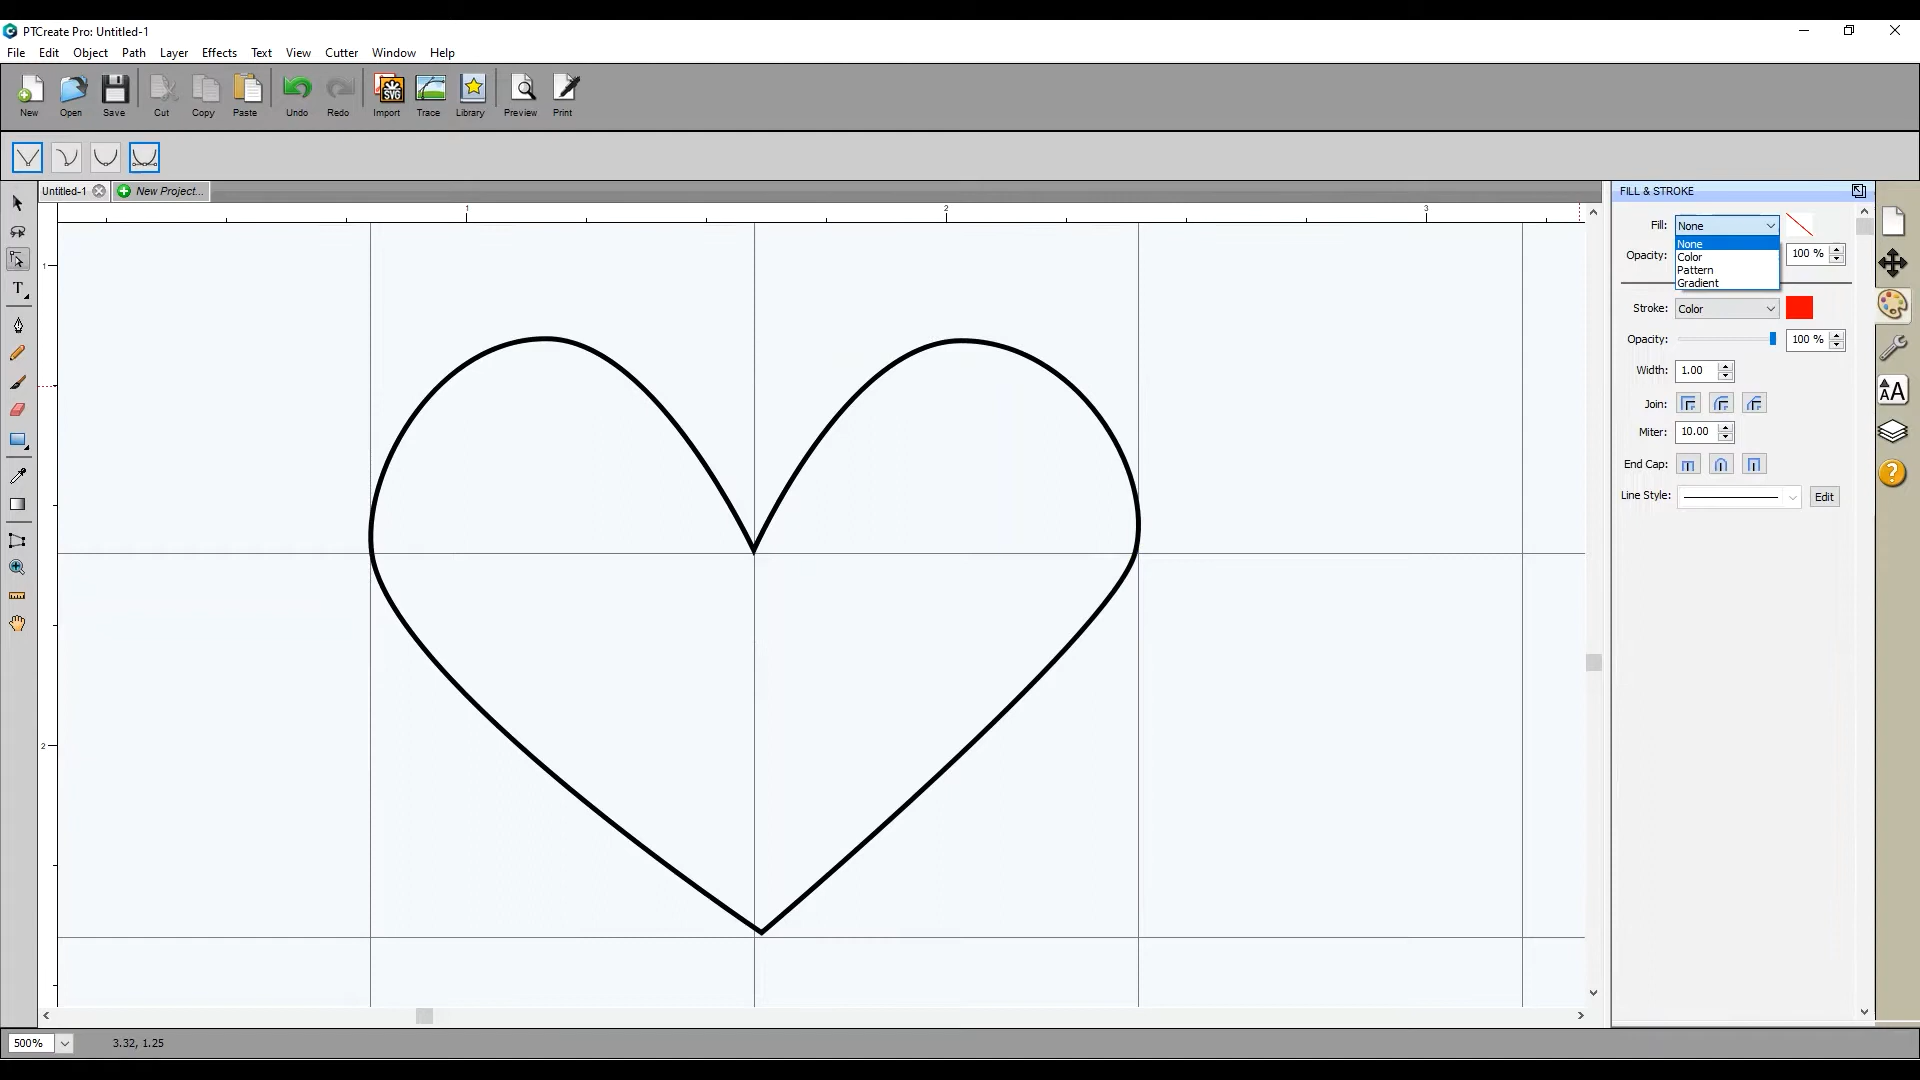 PTCreate Pro: Untitled-1
File Edit Object Path Layer Effects Text View Cutter Window Help
New Open Save Cut Copy Paste Undo Redo Import Trace Library Preview Print
SVG
Untitled-1 New Project...
FILL & STROKE
1 2 3
Fill: None
None
Color
Pattern
Gradient
Opacity: 100 %
Stroke: Color
Opacity: 100 %
Width: 1.00
Join:
Miter: 10.00
End Cap:
Line Style: Edit
T
AA
?
1
2
500% 3.32, 1.25